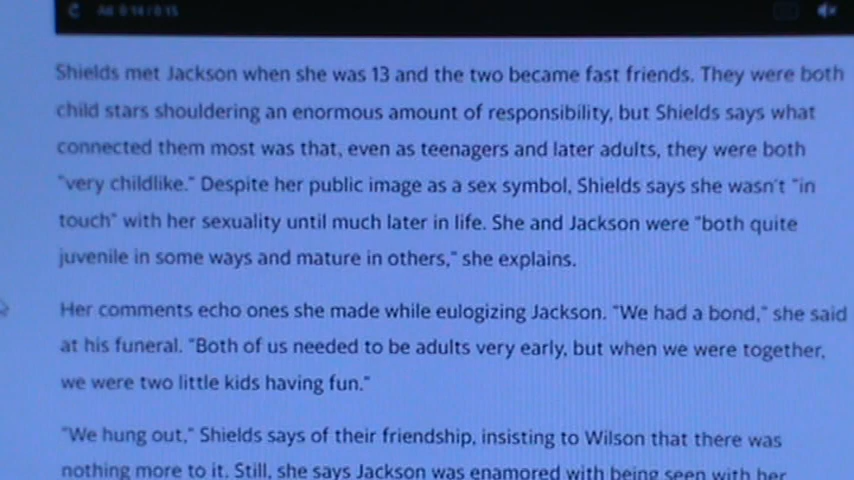 Ad 0:14 / 0:15
Shields met Jackson when she was 13 and the two became fast friends. They were both
child stars shouldering an enormous amount of responsibility, but Shields says what
connected them most was that, even as teenagers and later adults, they were both
"very childlike." Despite her public image as a sex symbol, Shields says she wasn't "in
touch" with her sexuality until much later in life. She and Jackson were "both quite
juvenile in some ways and mature in others," she explains.
Her comments echo ones she made while eulogizing Jackson. "We had a bond," she said
at his funeral. "Both of us needed to be adults very early, but when we were together,
we were two little kids having fun."
"We hung out," Shields says of their friendship, insisting to Wilson that there was
nothing more to it. Still, she says Jackson was enamored with being seen with her